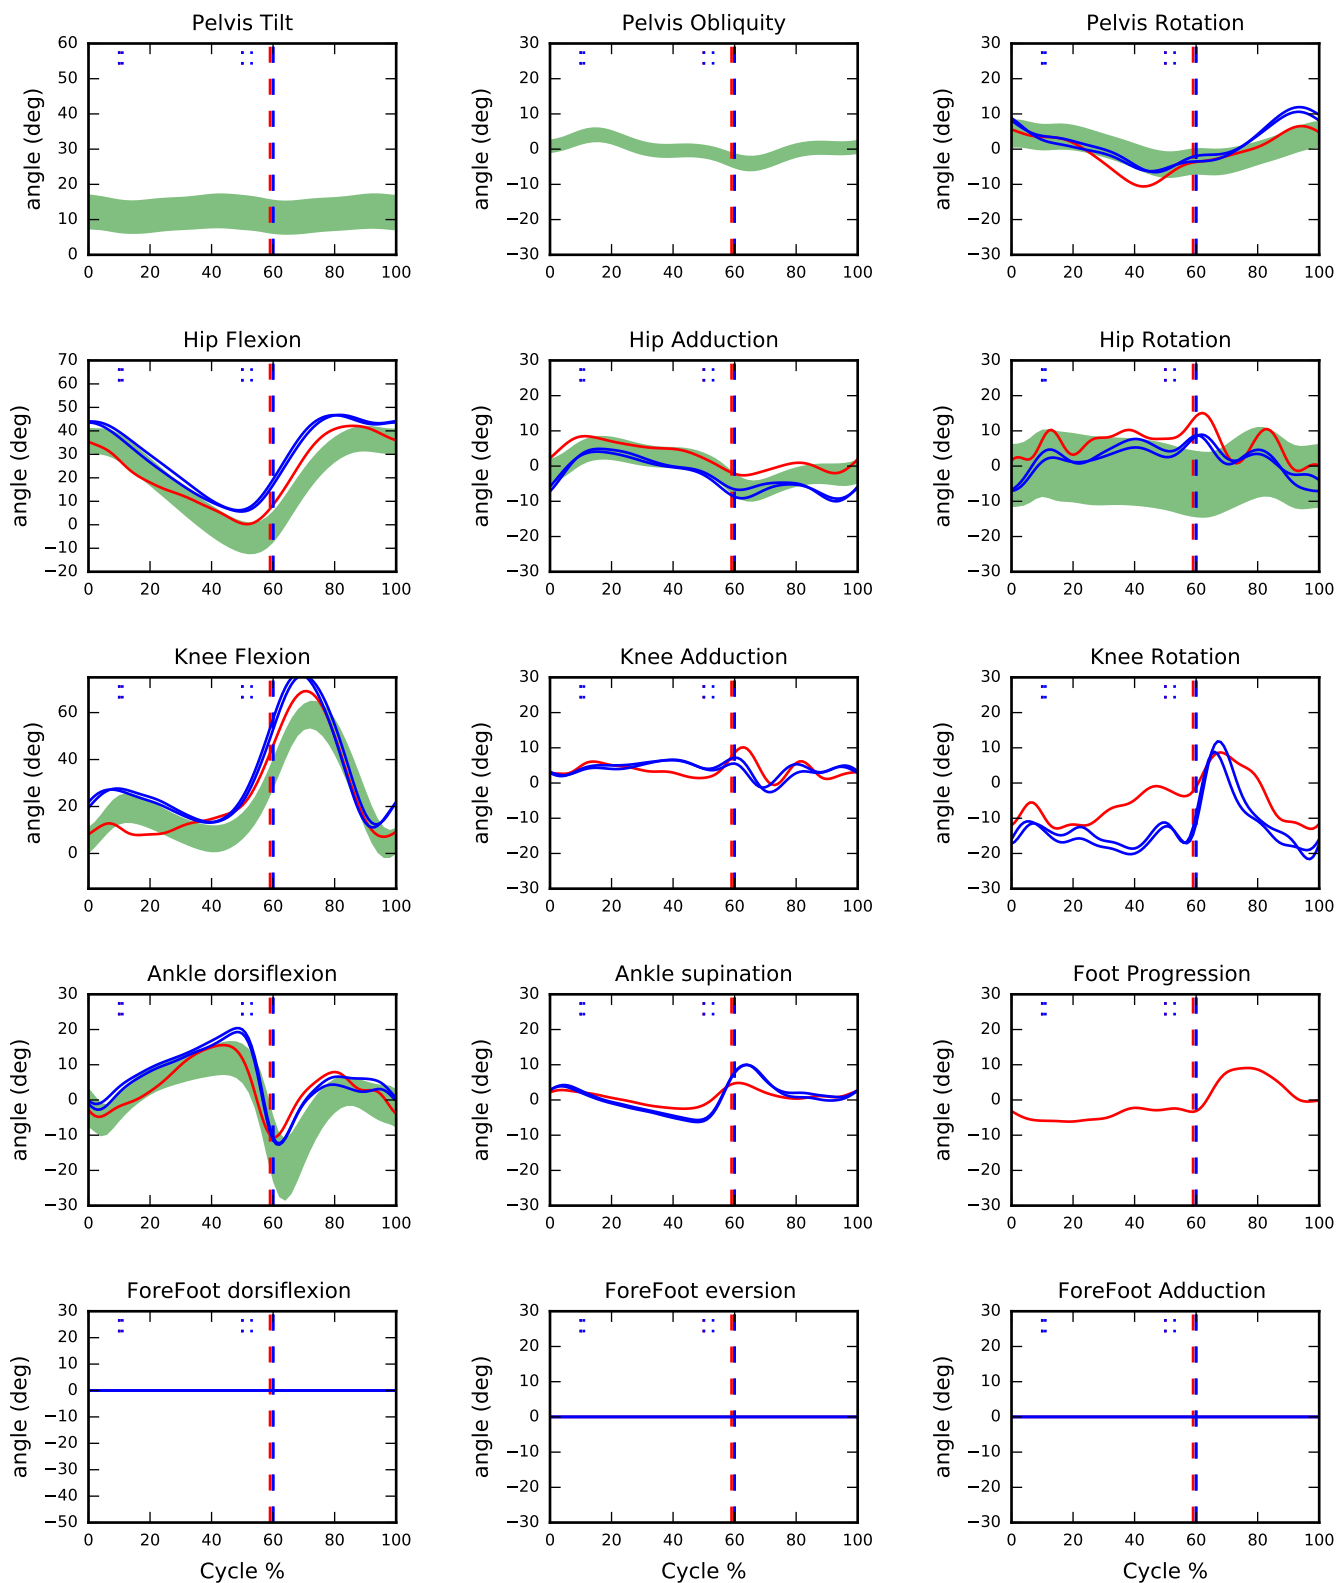 Pelvis Tilt
angle (deg)
60
50
40
30
20
10
0
0 20 40 60 80 100
Pelvis Obliquity
angle (deg)
30
20
10
0
−10
−20
−30
0 20 40 60 80 100
Pelvis Rotation
angle (deg)
30
20
10
0
−10
−20
−30
0 20 40 60 80 100
Hip Flexion
angle (deg)
70
60
50
40
30
20
10
0
−10
−20
0 20 40 60 80 100
Hip Adduction
angle (deg)
30
20
10
0
−10
−20
−30
0 20 40 60 80 100
Hip Rotation
angle (deg)
30
20
10
0
−10
−20
−30
0 20 40 60 80 100
Knee Flexion
angle (deg)
60
40
20
0
0 20 40 60 80 100
Knee Adduction
angle (deg)
30
20
10
0
−10
−20
−30
0 20 40 60 80 100
Knee Rotation
angle (deg)
30
20
10
0
−10
−20
−30
0 20 40 60 80 100
Ankle dorsiflexion
angle (deg)
30
20
10
0
−10
−20
−30
0 20 40 60 80 100
Ankle supination
angle (deg)
30
20
10
0
−10
−20
−30
0 20 40 60 80 100
Foot Progression
angle (deg)
30
20
10
0
−10
−20
−30
0 20 40 60 80 100
ForeFoot dorsiflexion
angle (deg)
30
20
10
0
−10
−20
−30
−40
−50
0 20 40 60 80 100
Cycle %
ForeFoot eversion
angle (deg)
30
20
10
0
−10
−20
−30
0 20 40 60 80 100
Cycle %
ForeFoot Adduction
angle (deg)
30
20
10
0
−10
−20
−30
0 20 40 60 80 100
Cycle %